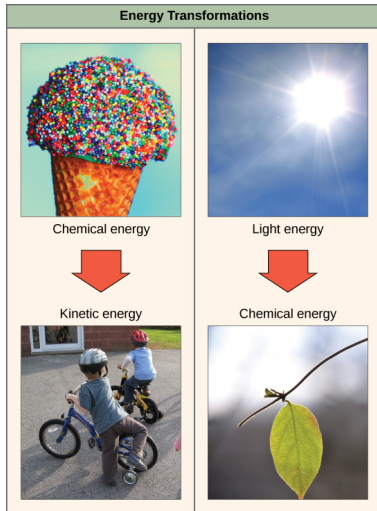 Energy Transformations
Chemical energy
Kinetic energy
Light energy
Chemical energy